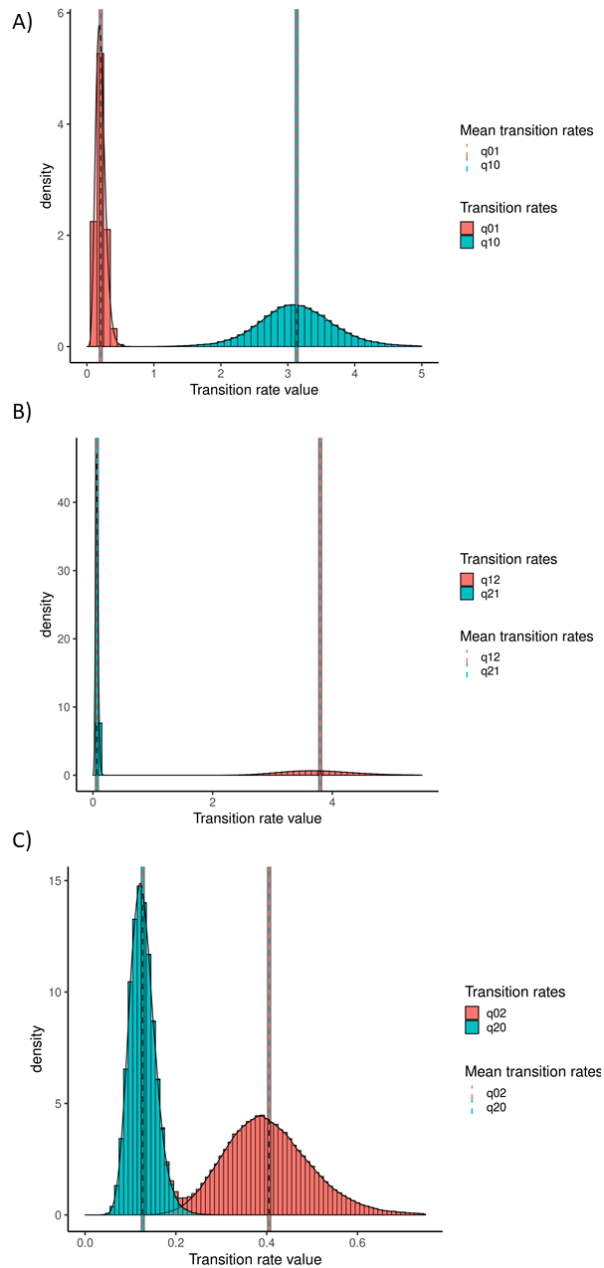 A)
6
4
2
0
density
0 1 2 3 4 5
Transition rate value
Mean transition rates
q01
q10
Transition rates
q01
q10
B)
40
30
20
10
0
density
0 2 4
Transition rate value
Transition rates
q12
q21
Mean transition rates
q12
q21
C)
15
10
5
0
density
0.0 0.2 0.4 0.6
Transition rate value
Transition rates
q02
q20
Mean transition rates
q02
q20